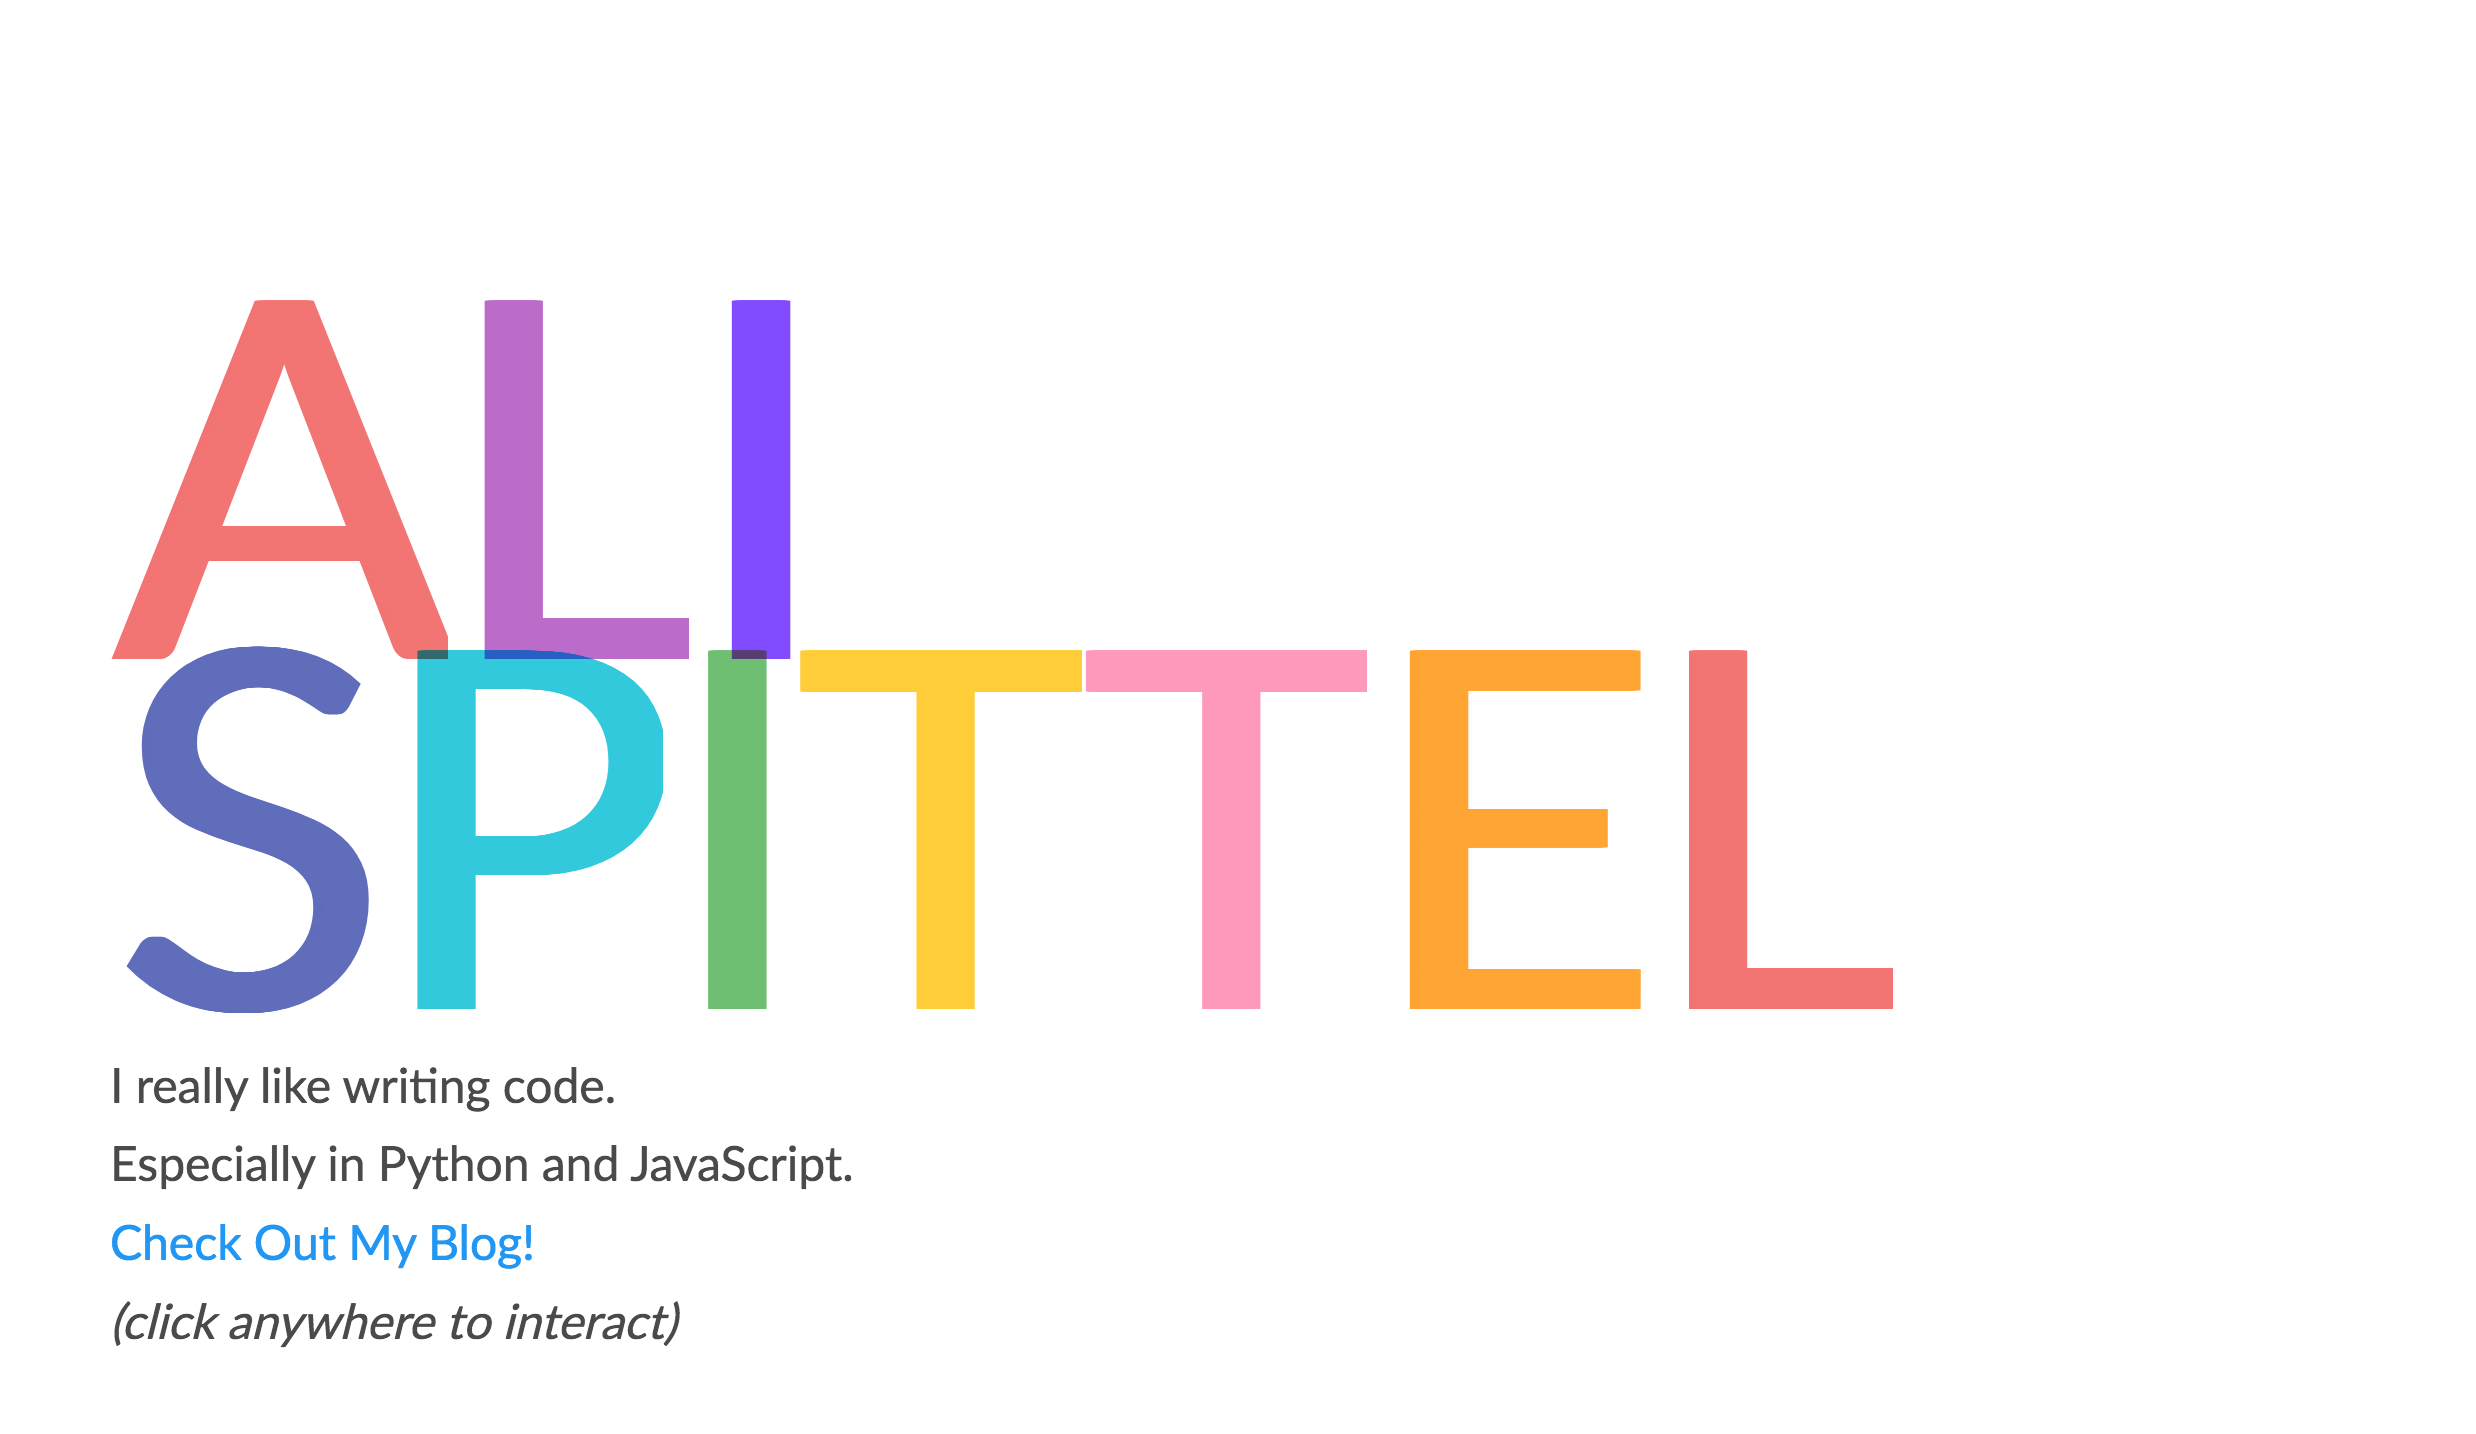 ALI
SPITTEL
I really like writing code.
Especially in Python and JavaScript.
Check Out My Blog!
(click anywhere to interact)